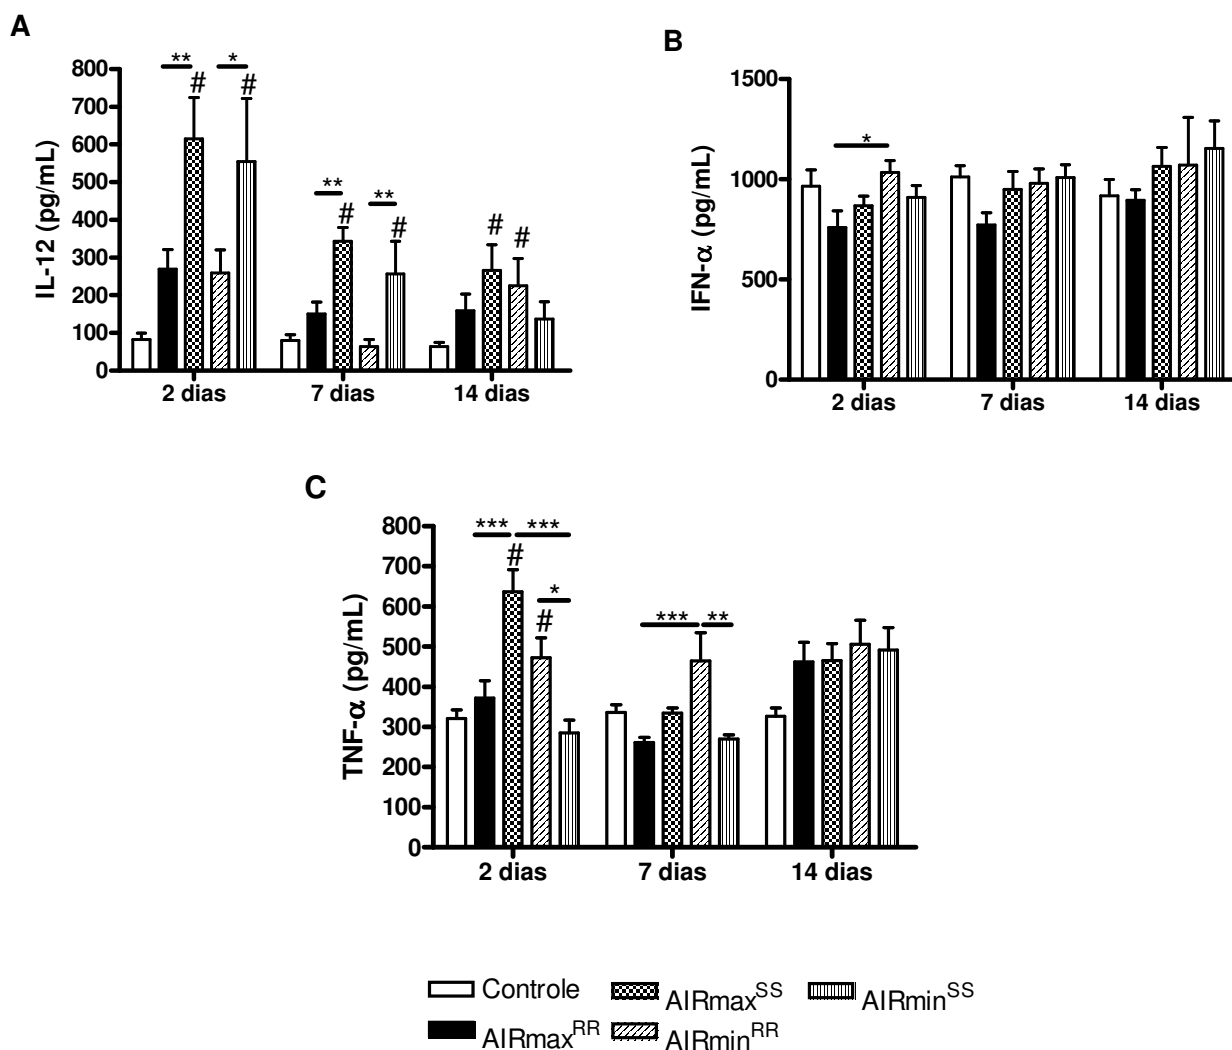 A
IL-12 (pg/mL)
800
700
600
500
400
300
200
100
0
** # * #
** # ** #
# #
2 dias 7 dias 14 dias
B
IFN-α (pg/mL)
1500
1000
500
0
*
2 dias 7 dias 14 dias
C
TNF-α (pg/mL)
800
700
600
500
400
300
200
100
0
*** # ***
* #
*** **
2 dias 7 dias 14 dias
Controle AIRmax^SS AIRmin^SS
AIRmax^RR AIRmin^RR